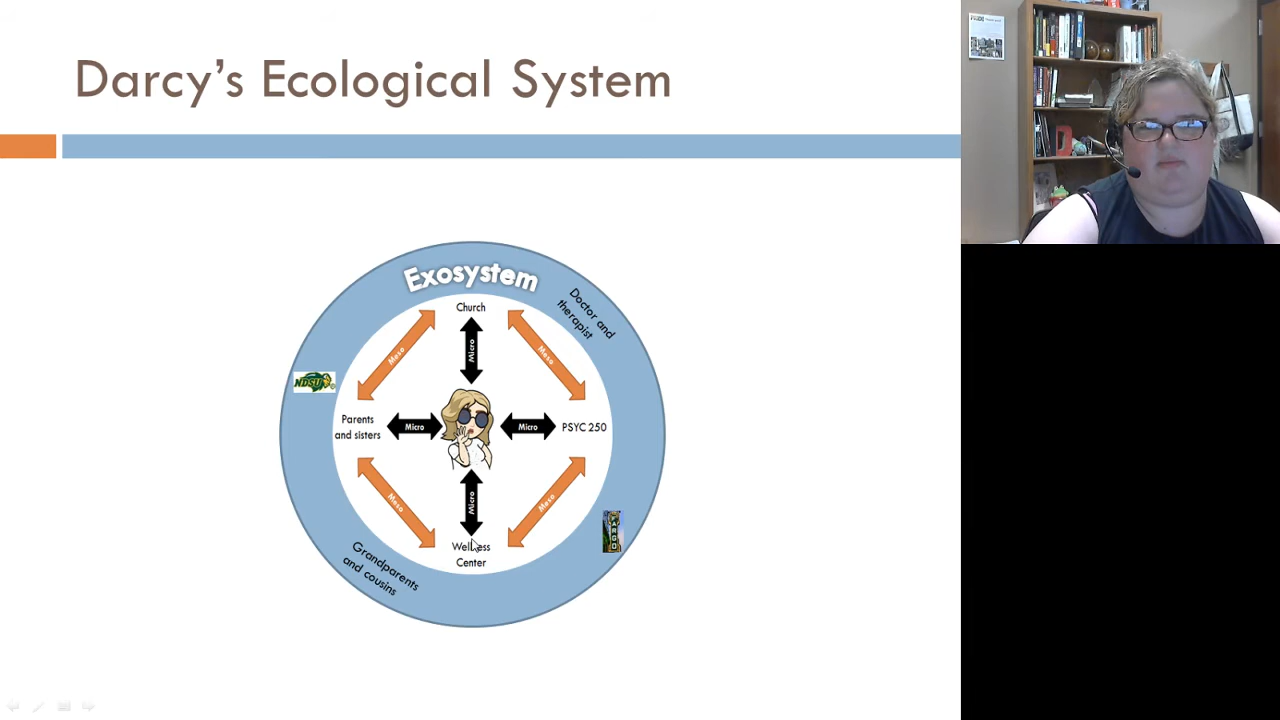 Darcy's Ecological System
Exosystem
Doctor and
therapist
Church
Micro
Meso
Meso
NDSU
Parents
and sisters
Micro
Micro
PSYC 250
Meso
Micro
Meso
FARGO
Wellness
Center
Grandparents
and cousins